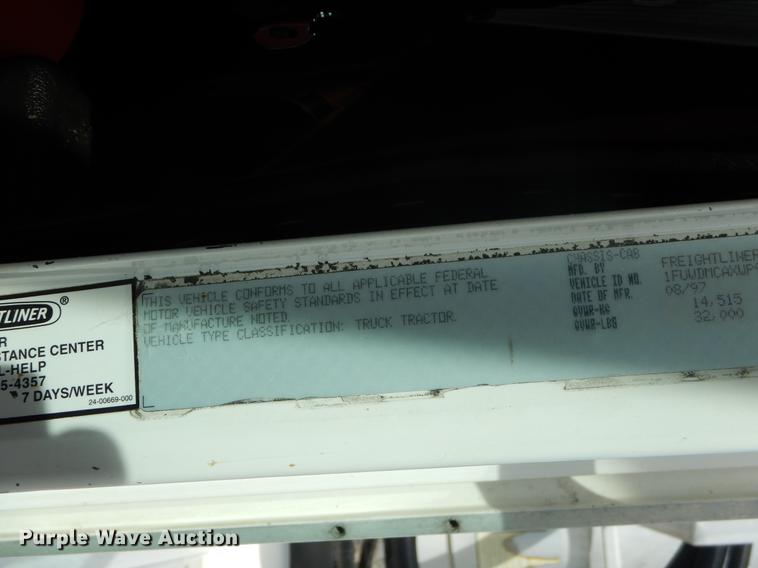 TLINER®
R
STANCE CENTER
L-HELP
5-4357
7 DAYS/WEEK
24-00669-000
THIS VEHICLE CONFORMS TO ALL APPLICABLE FEDERAL
MOTOR VEHICLE SAFETY STANDARDS IN EFFECT AT DATE
OF MANUFACTURE NOTED.
VEHICLE TYPE CLASSIFICATION: TRUCK TRACTOR.
CHASSIS-CAB
MFD. BY FREIGHTLINER
VEHICLE ID NO. 1FUWDMCAXWP
DATE OF MFR. 08/97
GVWR-KG 14,515
GVWR-LBS 32,000
Purple Wave Auction